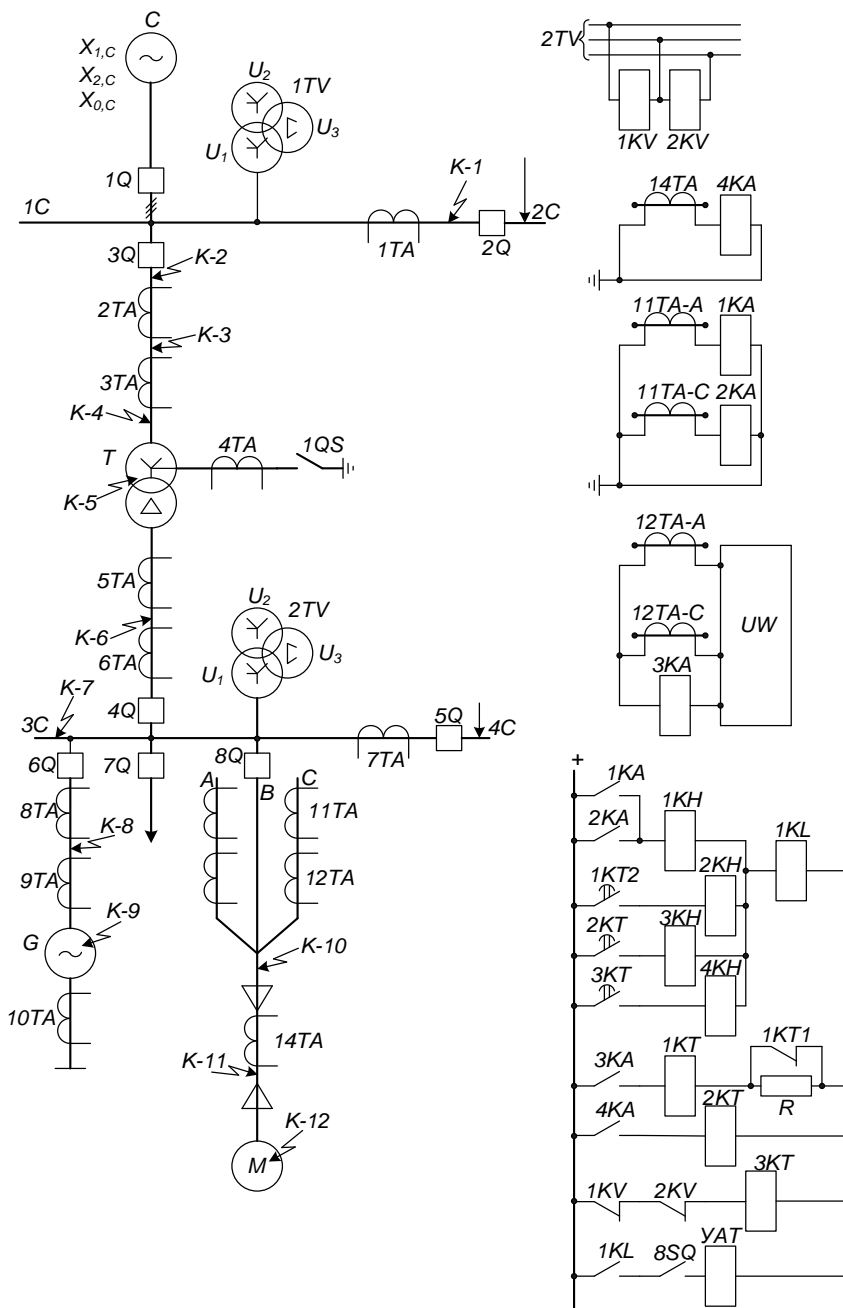 C
X1,C
X2,C
X0,C
U2
1TV
U3
U1
1Q
K-1
1C
2C
1TA
2Q
3Q
K-2
2TA
K-3
3TA
K-4
T
4TA
1QS
K-5
5TA
K-6
6TA
U2
2TV
U3
U1
K-7
4Q
3C
5Q
4C
7TA
6Q
7Q
8Q
A
B
C
8TA
11TA
K-8
9TA
12TA
G
K-9
K-10
10TA
14TA
K-11
K-12
M
2TV
1KV
2KV
14TA
4KA
11TA-A
1KA
11TA-C
2KA
12TA-A
12TA-C
UW
3KA
+
1KA
1KH
2KA
1KL
1KT2
2KH
2KT
3KH
3KT
4KH
3KA
1KT
1KT1
R
4KA
2KT
1KV
2KV
3KT
1KL
8SQ
УАТ